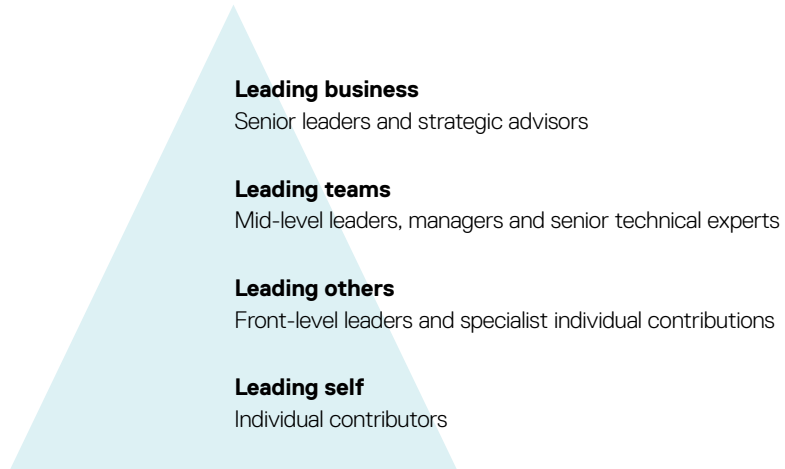 Leading business
Senior leaders and strategic advisors
Leading teams
Mid-level leaders, managers and senior technical experts
Leading others
Front-level leaders and specialist individual contributions
Leading self
Individual contributors